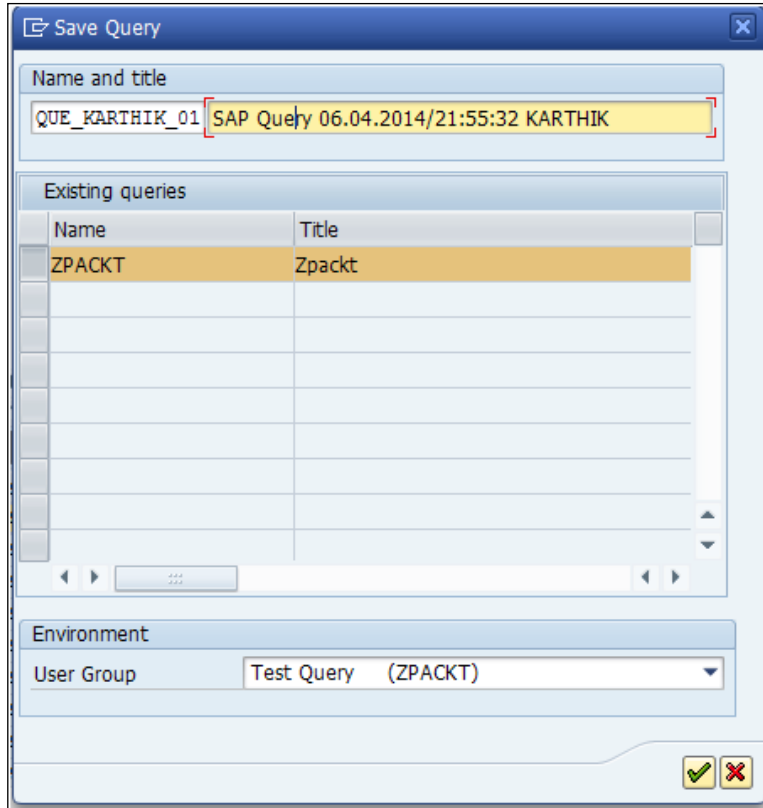 Save Query
Name and title
QUE_KARTHIK_01 SAP Query 06.04.2014/21:55:32 KARTHIK
Existing queries
Name Title
ZPACKT Zpackt
Environment
User Group Test Query (ZPACKT)